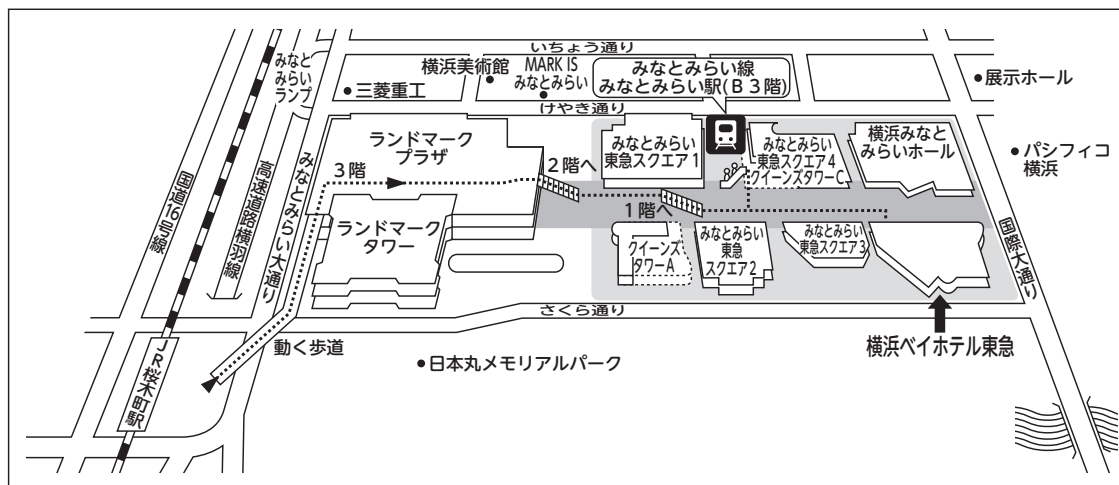 いちょう通り
みなと
みらい
ランプ
横浜美術館
MARK IS
みなとみらい
みなとみらい線
みなとみらい駅(B3階)
展示ホール
三菱重工
けやき通り
ランドマーク
プラザ
みなとみらい
東急スクエア1
みなとみらい
東急スクエア4
クイーンズタワーC
横浜みなと
みらいホール
パシフィコ
横浜
国道16号線
高速道路横羽線
みなとみらい大通り
3階
2階へ
1階へ
ランドマーク
タワー
クイーンズ
タワーA
みなとみらい
東急
スクエア2
みなとみらい
東急スクエア3
国際大通り
さくら通り
動く歩道
日本丸メモリアルパーク
横浜ベイホテル東急
JR桜木町駅